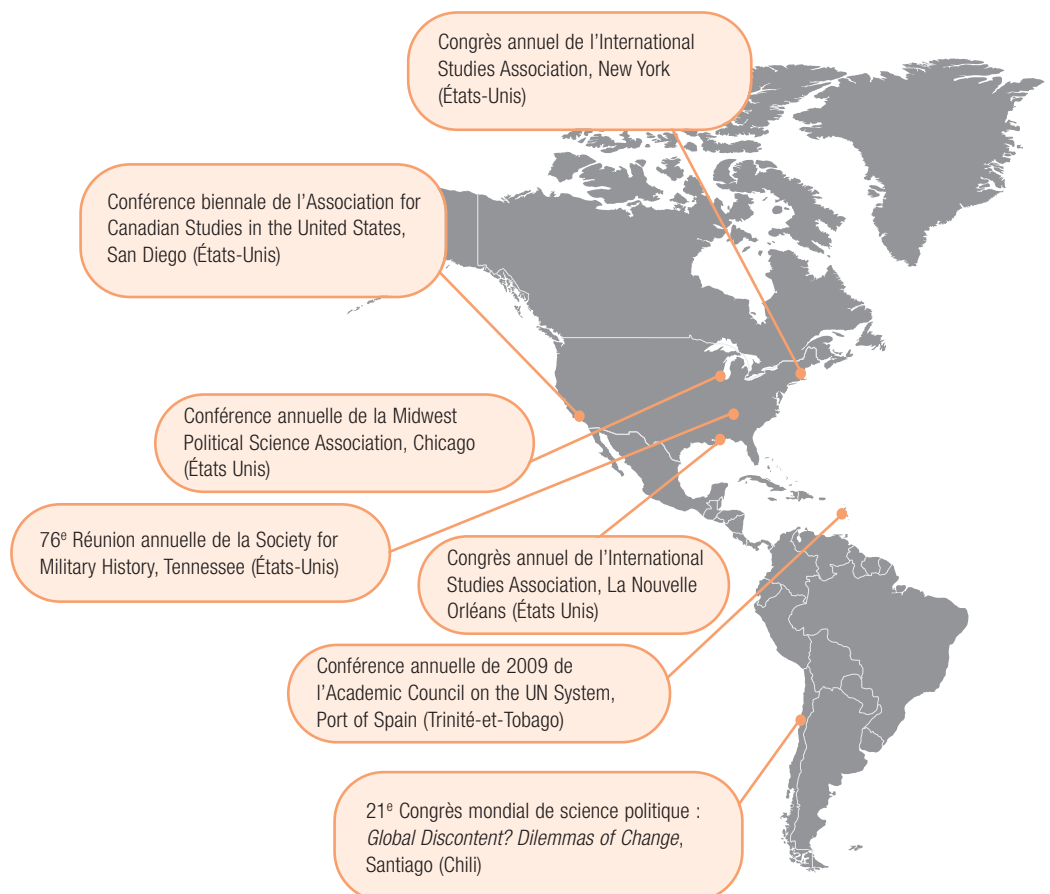 Congrès annuel de l’International
Studies Association, New York
(États-Unis)
Conférence biennale de l’Association for
Canadian Studies in the United States,
San Diego (États-Unis)
Conférence annuelle de la Midwest
Political Science Association, Chicago
(États Unis)
76e Réunion annuelle de la Society for
Military History, Tennessee (États-Unis)
Congrès annuel de l’International
Studies Association, La Nouvelle
Orléans (États Unis)
Conférence annuelle de 2009 de
l’Academic Council on the UN System,
Port of Spain (Trinité-et-Tobago)
21e Congrès mondial de science politique :
Global Discontent? Dilemmas of Change,
Santiago (Chili)